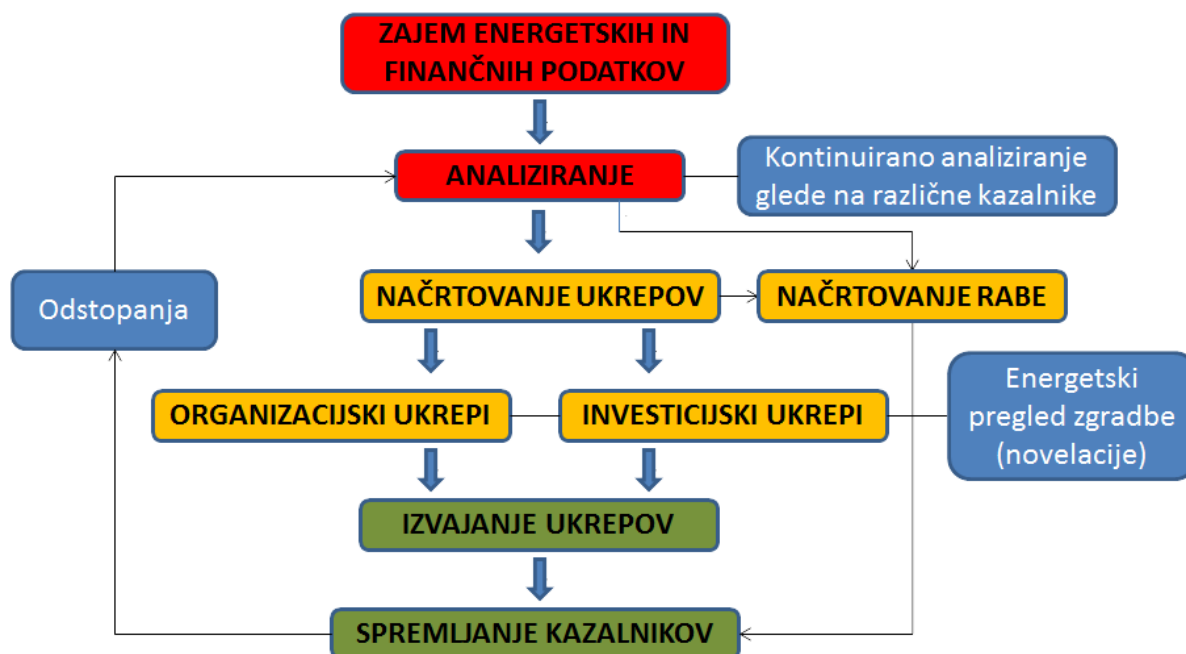 ZAJEM ENERGETSKIH IN
FINANČNIH PODATKOV
ANALIZIRANJE
Kontinuirano analiziranje
glede na različne kazalnike
Odstopanja
NAČRTOVANJE UKREPOV
NAČRTOVANJE RABE
ORGANIZACIJSKI UKREPI
INVESTICIJSKI UKREPI
Energetski
pregled zgradbe
(novelacije)
IZVAJANJE UKREPOV
SPREMLJANJE KAZALNIKOV